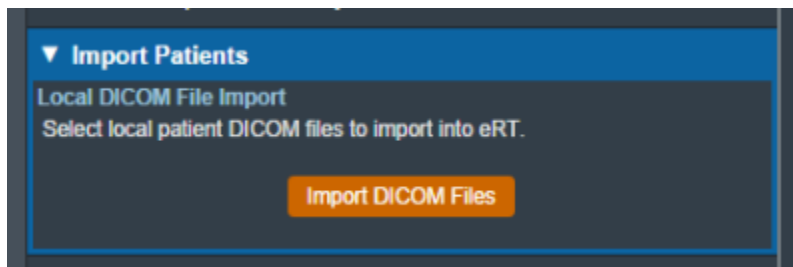 Import Patients
Local DICOM File Import
Select local patient DICOM files to import into eRT.
Import DICOM Files